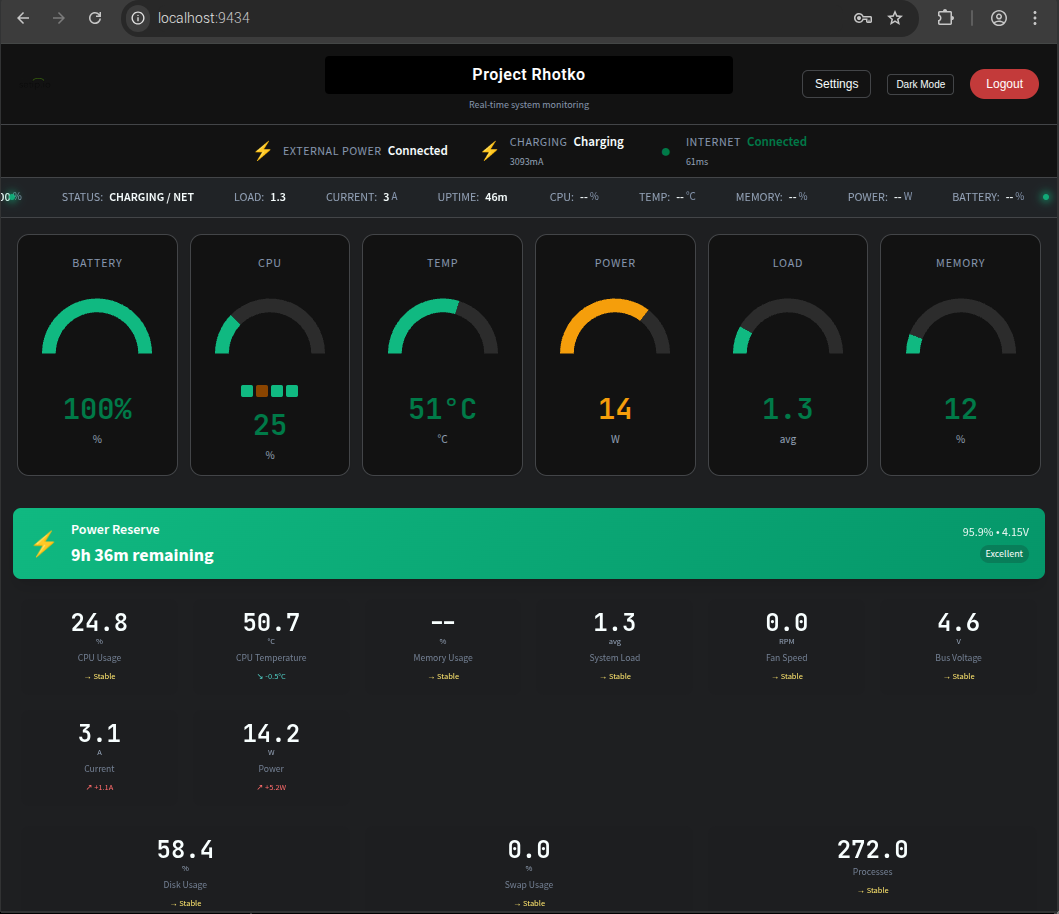 localhost:9434
Project Rhotko
Real-time system monitoring
Settings
Dark Mode
Logout
⚡ EXTERNAL POWER Connected
⚡ CHARGING Charging
3093mA
INTERNET Connected
61ms
00% STATUS: CHARGING / NET LOAD: 1.3 CURRENT: 3 A UPTIME: 46m CPU: -- % TEMP: -- °C MEMORY: -- % POWER: -- W BATTERY: -- %
BATTERY
100%
%
CPU
25
%
TEMP
51°C
°C
POWER
14
W
LOAD
1.3
avg
MEMORY
12
%
⚡ Power Reserve
9h 36m remaining
95.9% • 4.15V
Excellent
24.8
%
CPU Usage
→ Stable
50.7
°C
CPU Temperature
↘ -0.5°C
--
%
Memory Usage
→ Stable
1.3
avg
System Load
→ Stable
0.0
RPM
Fan Speed
→ Stable
4.6
V
Bus Voltage
→ Stable
3.1
A
Current
↗ +1.1A
14.2
W
Power
↗ +5.2W
58.4
%
Disk Usage
→ Stable
0.0
%
Swap Usage
→ Stable
272.0
Processes
→ Stable